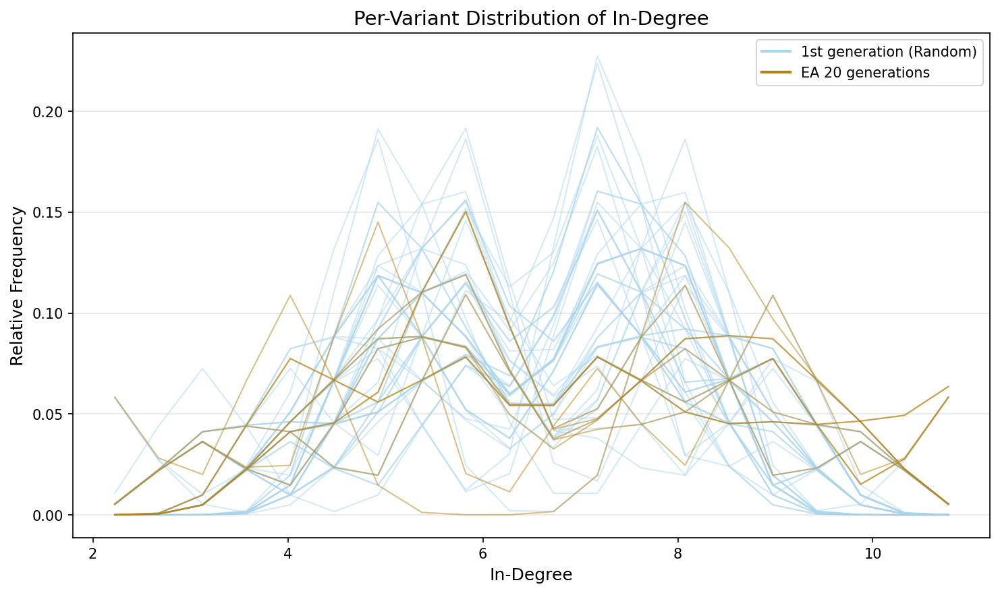 Per-Variant Distribution of In-Degree
1st generation (Random)
EA 20 generations
Relative Frequency
0.20
0.15
0.10
0.05
0.00
2
4
6
8
10
In-Degree